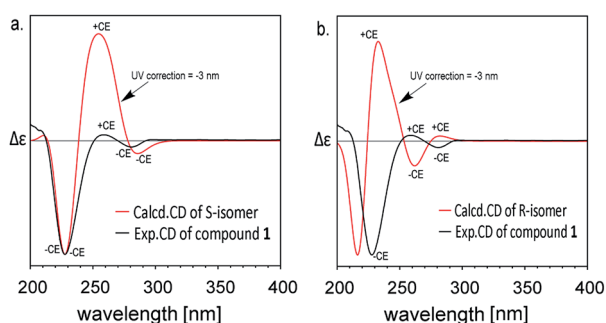 a.
+CE
UV correction = -3 nm
Δε
+CE
-CE
-CE
-CE
-CE
Calcd.CD of S-isomer
Exp.CD of compound 1
200 250 300 350 400
wavelength [nm]
b.
+CE
UV correction = -3 nm
Δε
+CE
+CE
-CE
-CE
-CE
Calcd.CD of R-isomer
Exp.CD of compound 1
200 250 300 350 400
wavelength [nm]